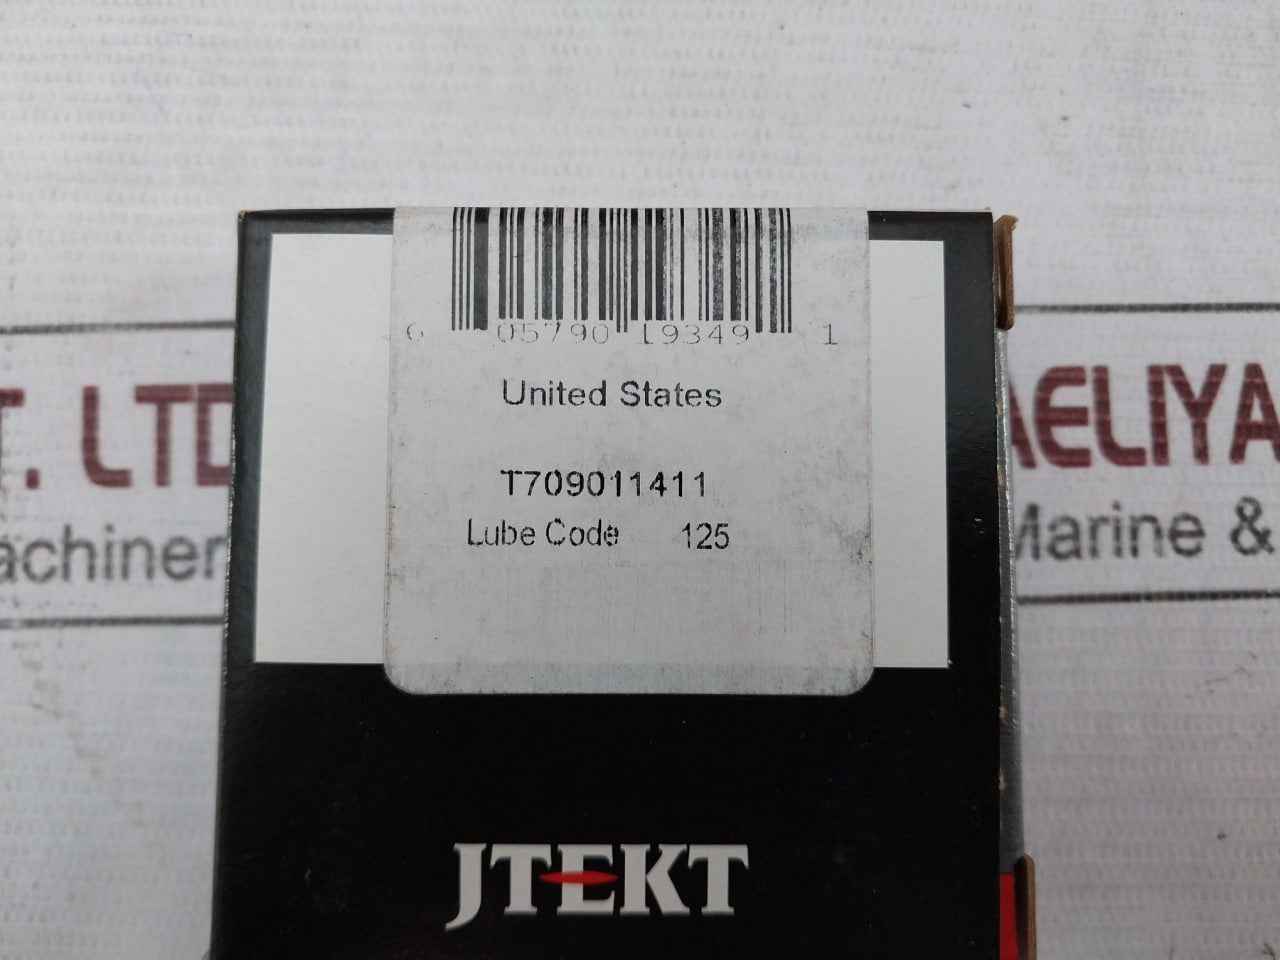 6 05790 19349 1
United States
T. LTD
AELIYA
T709011411
Lube Code 125
achiner
Marine &
JTEKT